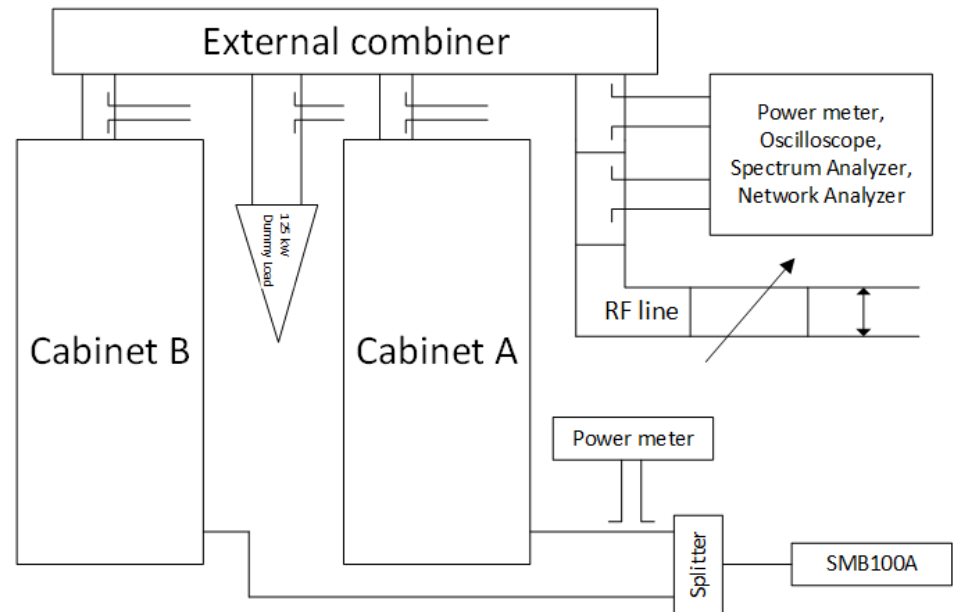 External combiner
Power meter,
Oscilloscope,
Spectrum Analyzer,
Network Analyzer
125 kW
Dummy Load
RF line
Cabinet B
Cabinet A
Power meter
Splitter
SMB100A